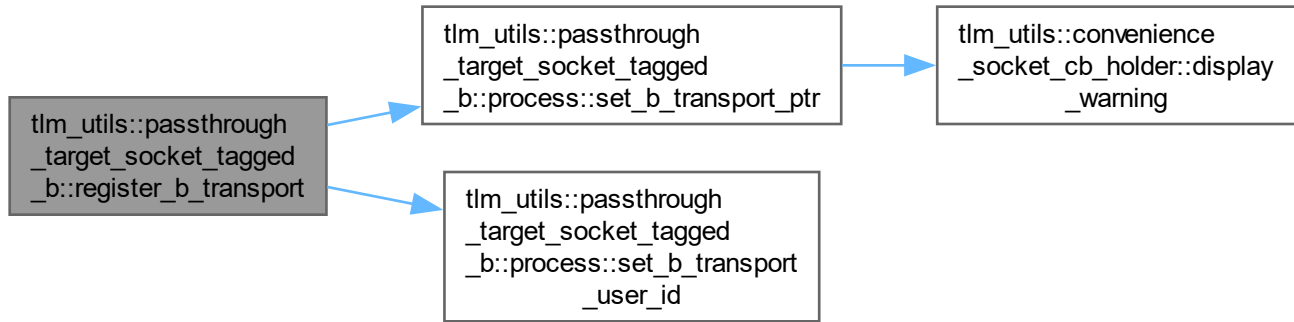 tlm_utils::passthrough
_target_socket_tagged
_b::register_b_transport
tlm_utils::passthrough
_target_socket_tagged
_b::process::set_b_transport_ptr
tlm_utils::convenience
_socket_cb_holder::display
_warning
tlm_utils::passthrough
_target_socket_tagged
_b::process::set_b_transport
_user_id